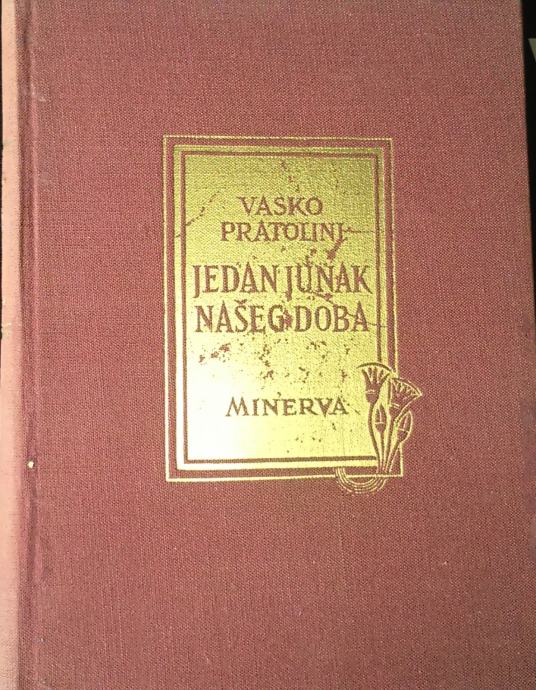 VASKO
PRATOLINI
JEDAN JUNAK
NAŠEG DOBA
MINERVA